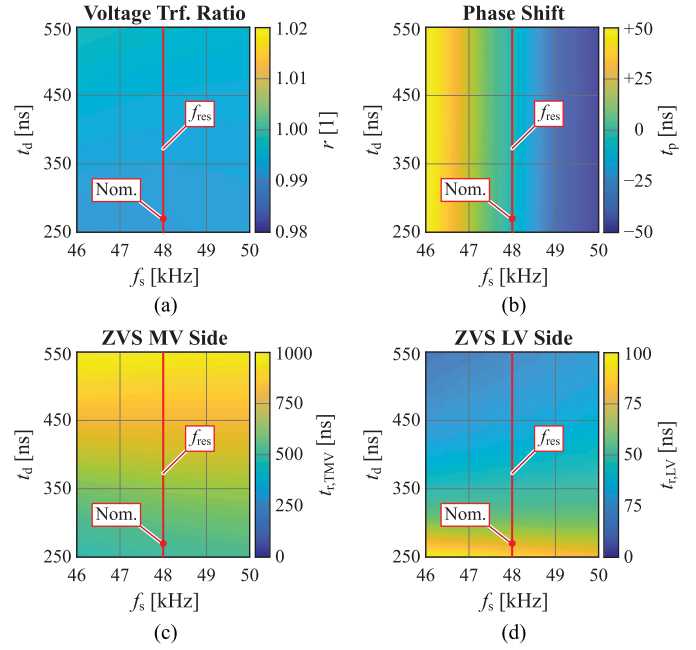 Voltage Trf. Ratio
550
450
350
250
t_d [ns]
f_res
Nom.
46 47 48 49 50
f_s [kHz]
1.02
1.01
1.00
0.99
0.98
r [1]
(a)
Phase Shift
550
450
350
250
t_d [ns]
f_res
Nom.
46 47 48 49 50
f_s [kHz]
+50
+25
0
−25
−50
t_p [ns]
(b)
ZVS MV Side
550
450
350
250
t_d [ns]
f_res
Nom.
46 47 48 49 50
f_s [kHz]
1000
750
500
250
0
t_r,TMV [ns]
(c)
ZVS LV Side
550
450
350
250
t_d [ns]
f_res
Nom.
46 47 48 49 50
f_s [kHz]
100
75
50
75
0
t_r,LV [ns]
(d)